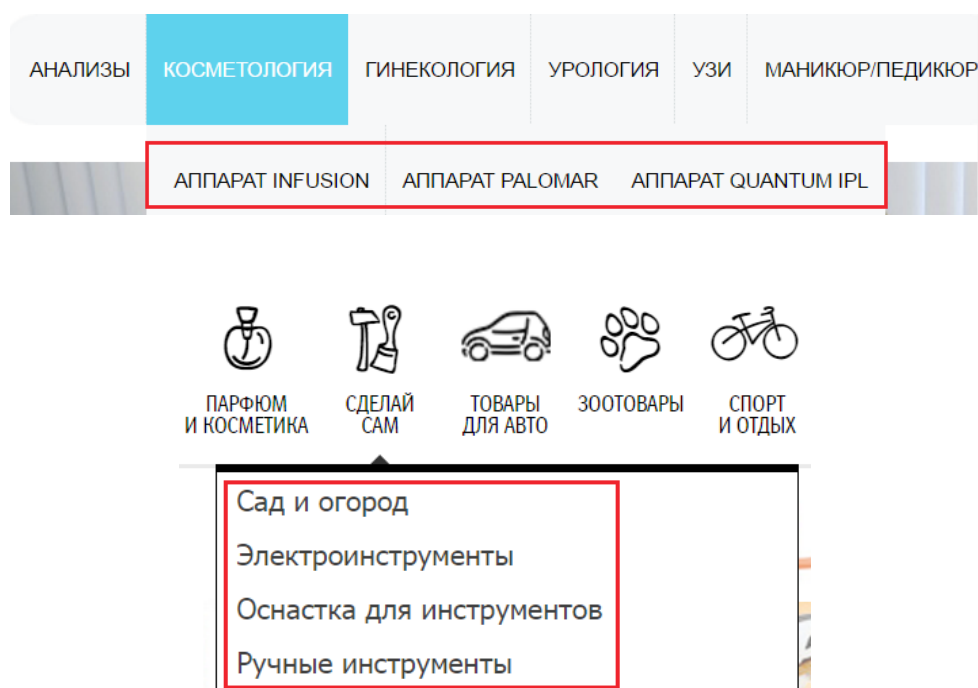 АНАЛИЗЫ КОСМЕТОЛОГИЯ ГИНЕКОЛОГИЯ УРОЛОГИЯ УЗИ МАНИКЮР/ПЕДИКЮР
АППАРАТ INFUSION АППАРАТ PALOMAR АППАРАТ QUANTUM IPL
ПАРФЮМ И КОСМЕТИКА
СДЕЛАЙ САМ
ТОВАРЫ ДЛЯ АВТО
ЗООТОВАРЫ
СПОРТ И ОТДЫХ
Сад и огород
Электроинструменты
Оснастка для инструментов
Ручные инструменты